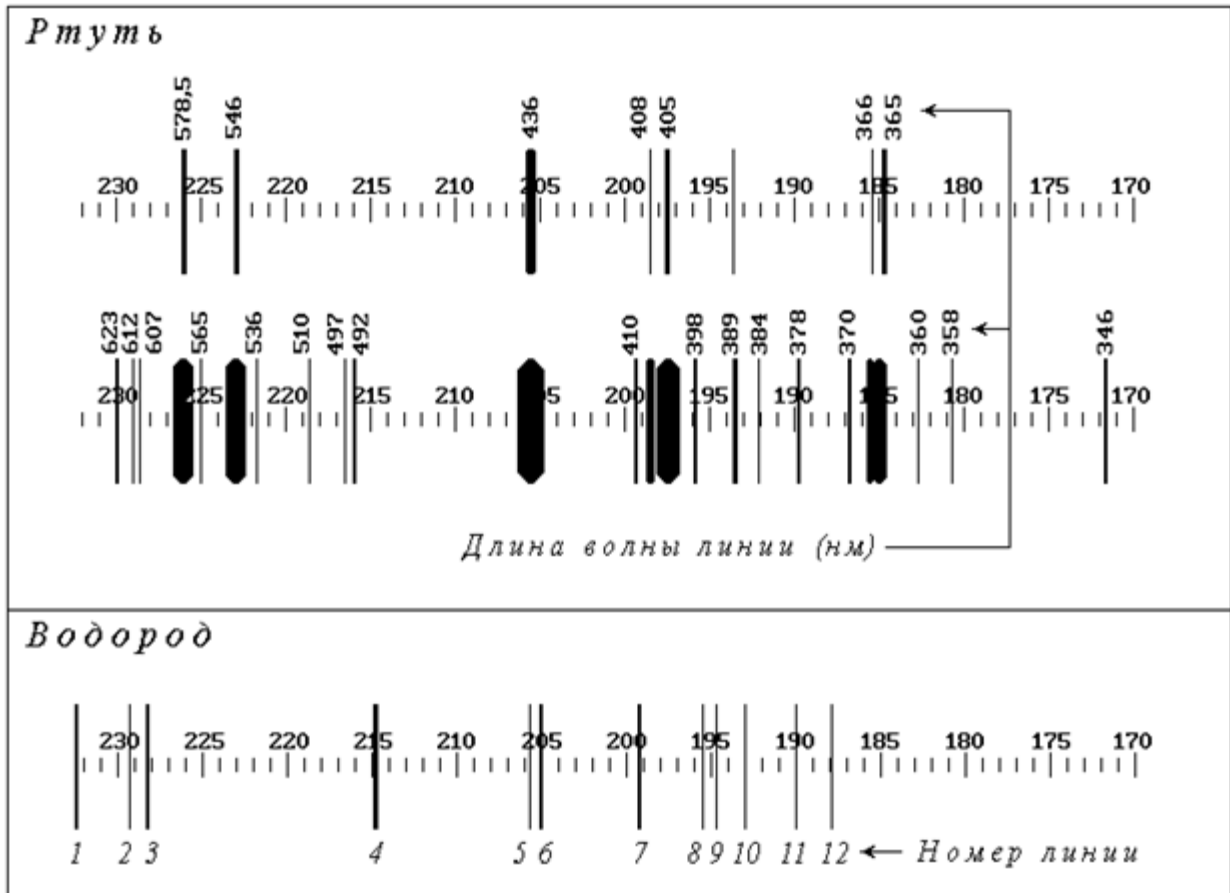 Ртуть
578,5 546 436 408 405 366 365
230 225 220 215 210 205 200 195 190 185 180 175 170
623 612 607 565 536 510 497 492 410 398 389 384 378 370 360 358 346
230 225 220 215 210 05 200 195 190 185 180 175 170
Длина волны линии (нм)
Водород
230 225 220 215 210 205 200 195 190 185 180 175 170
1 2 3 4 5 6 7 8 9 10 11 12 Номер линии